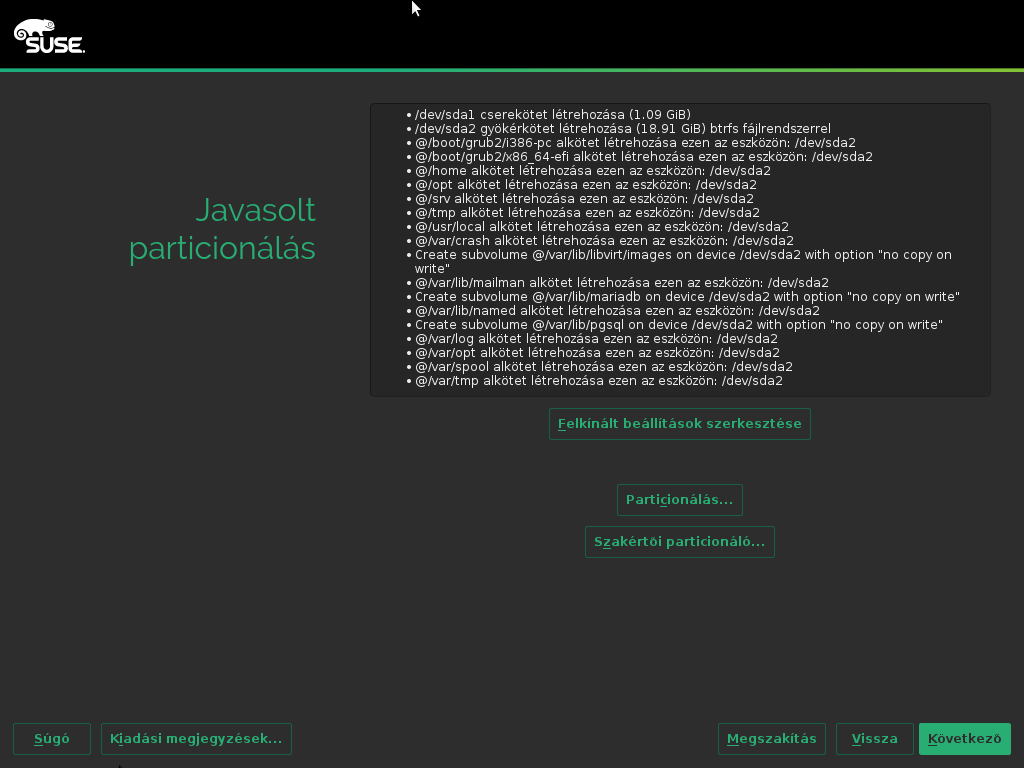 SUSE.
Javasolt
particionálás
/dev/sda1 cserekötet létrehozása (1.09 GiB)
/dev/sda2 gyökérkötet létrehozása (18.91 GiB) btrfs fájlrendszerrel
@/boot/grub2/i386-pc alkötet létrehozása ezen az eszközön: /dev/sda2
@/boot/grub2/x86_64-efi alkötet létrehozása ezen az eszközön: /dev/sda2
@/home alkötet létrehozása ezen az eszközön: /dev/sda2
@/opt alkötet létrehozása ezen az eszközön: /dev/sda2
@/srv alkötet létrehozása ezen az eszközön: /dev/sda2
@/tmp alkötet létrehozása ezen az eszközön: /dev/sda2
@/usr/local alkötet létrehozása ezen az eszközön: /dev/sda2
@/var/crash alkötet létrehozása ezen az eszközön: /dev/sda2
Create subvolume @/var/lib/libvirt/images on device /dev/sda2 with option "no copy on
write"
@/var/lib/mailman alkötet létrehozása ezen az eszközön: /dev/sda2
Create subvolume @/var/lib/mariadb on device /dev/sda2 with option "no copy on write"
@/var/lib/named alkötet létrehozása ezen az eszközön: /dev/sda2
Create subvolume @/var/lib/pgsql on device /dev/sda2 with option "no copy on write"
@/var/log alkötet létrehozása ezen az eszközön: /dev/sda2
@/var/opt alkötet létrehozása ezen az eszközön: /dev/sda2
@/var/spool alkötet létrehozása ezen az eszközön: /dev/sda2
@/var/tmp alkötet létrehozása ezen az eszközön: /dev/sda2
Felkínált beállítások szerkesztése
Particionálás...
Szakértői particionáló...
Súgó
Kiadási megjegyzések...
Megszakítás
Vissza
Következő